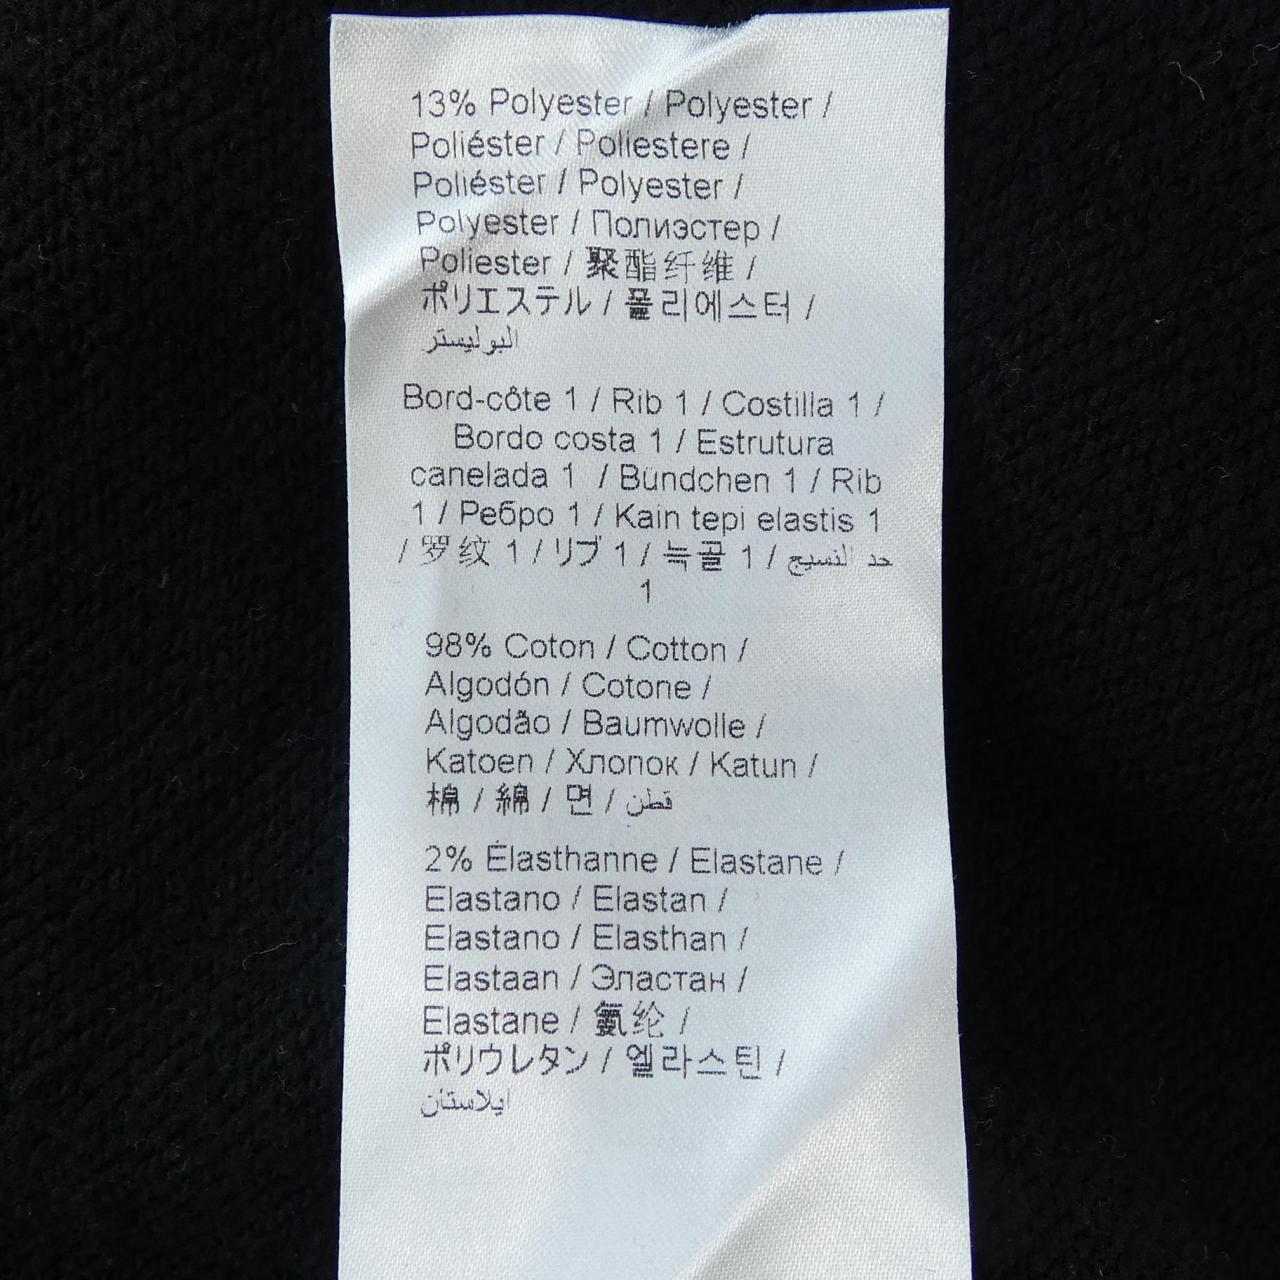 13% Polyester / Polyester /
Poliéster / Poliestere /
Poliéster / Polyester /
Polyester / Полиэстер /
Poliester / 聚酯纤维 /
ポリエステル / 폴리에스터 /
البوليستر
Bord-côte 1 / Rib 1 / Costilla 1 /
Bordo costa 1 / Estrutura
canelada 1 / Bündchen 1 / Rib
1 / Ребро 1 / Kain tepi elastis 1
/ 罗纹 1 / リブ 1 / 늑골 1 / حد النسيج
1
98% Coton / Cotton /
Algodón / Cotone /
Algodão / Baumwolle /
Katoen / Хлопок / Katun /
棉 / 綿 / 면 / قطن
2% Élasthanne / Elastane /
Elastano / Elastan /
Elastano / Elasthan /
Elastaan / Эластан /
Elastane / 氨纶 /
ポリウレタン / 엘라스틴 /
ايلاستان